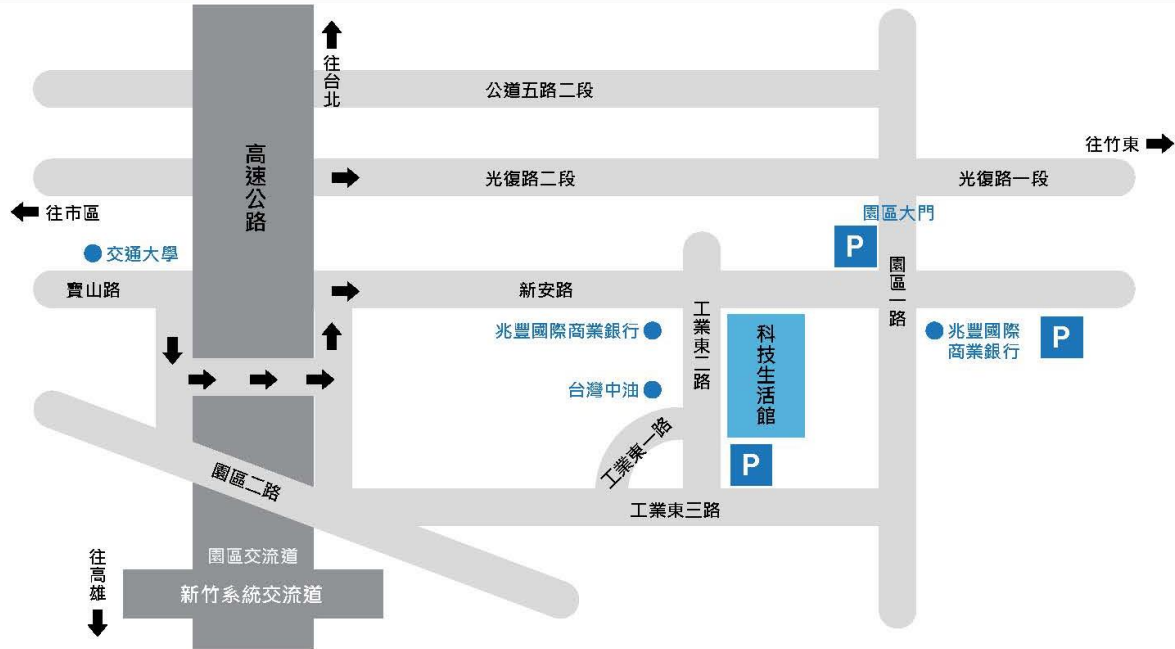 往台北
公道五路二段
高速公路
往竹東
光復路二段
光復路一段
往市區
園區大門
P
交通大學
園區一路
寶山路
新安路
工業東二路
兆豐國際商業銀行
科技生活館
兆豐國際
商業銀行
P
台灣中油
工業東一路
P
園區二路
工業東三路
園區交流道
往高雄
新竹系統交流道